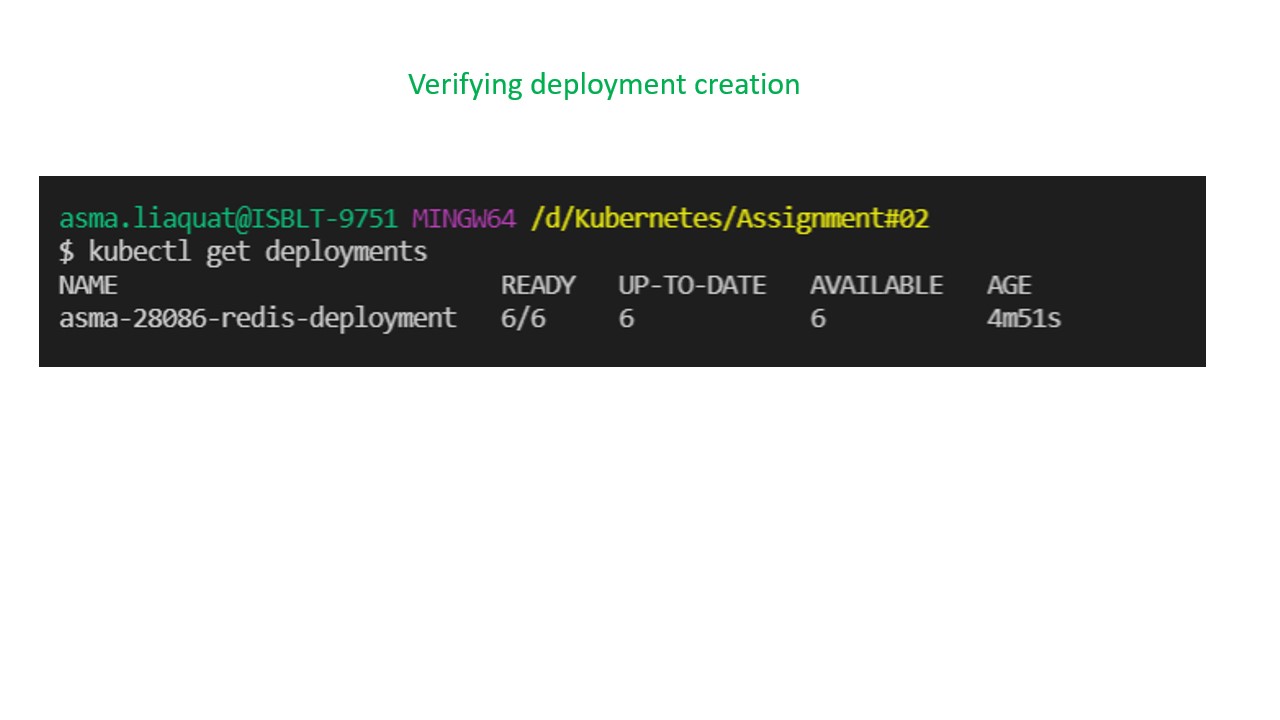 Verifying deployment creation
asma.liaquat@ISBLT-9751 MINGW64 /d/Kubernetes/Assignment#02
$ kubectl get deployments
NAME                          READY   UP-TO-DATE   AVAILABLE   AGE
asma-28086-redis-deployment   6/6     6            6           4m51s